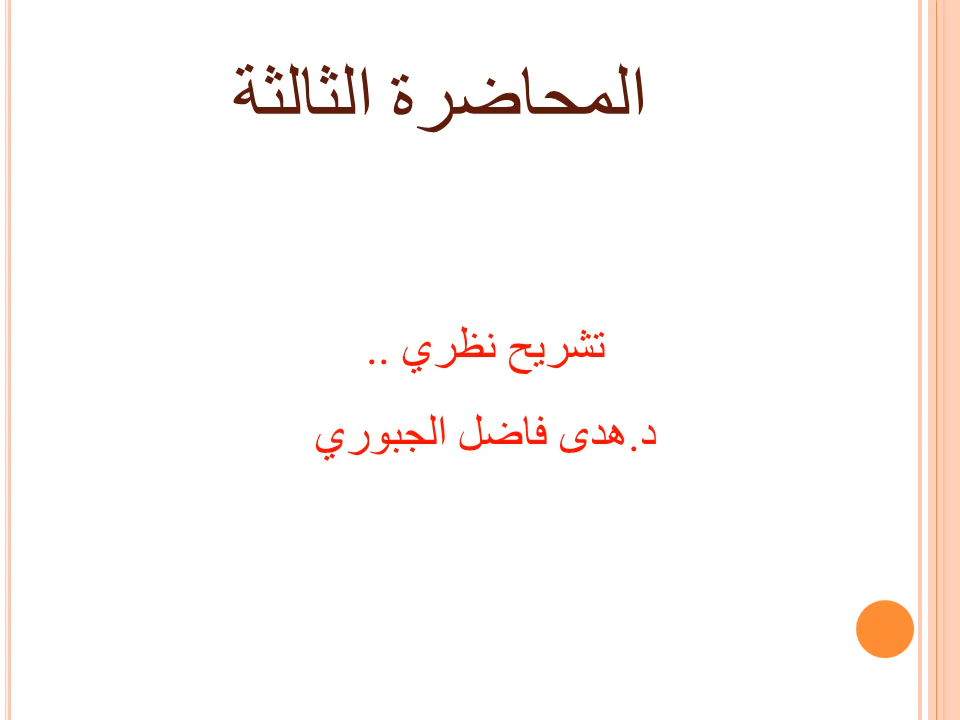 المحاضرة الثالثة
تشريح نظري ..
د.هدى فاضل الجبوري